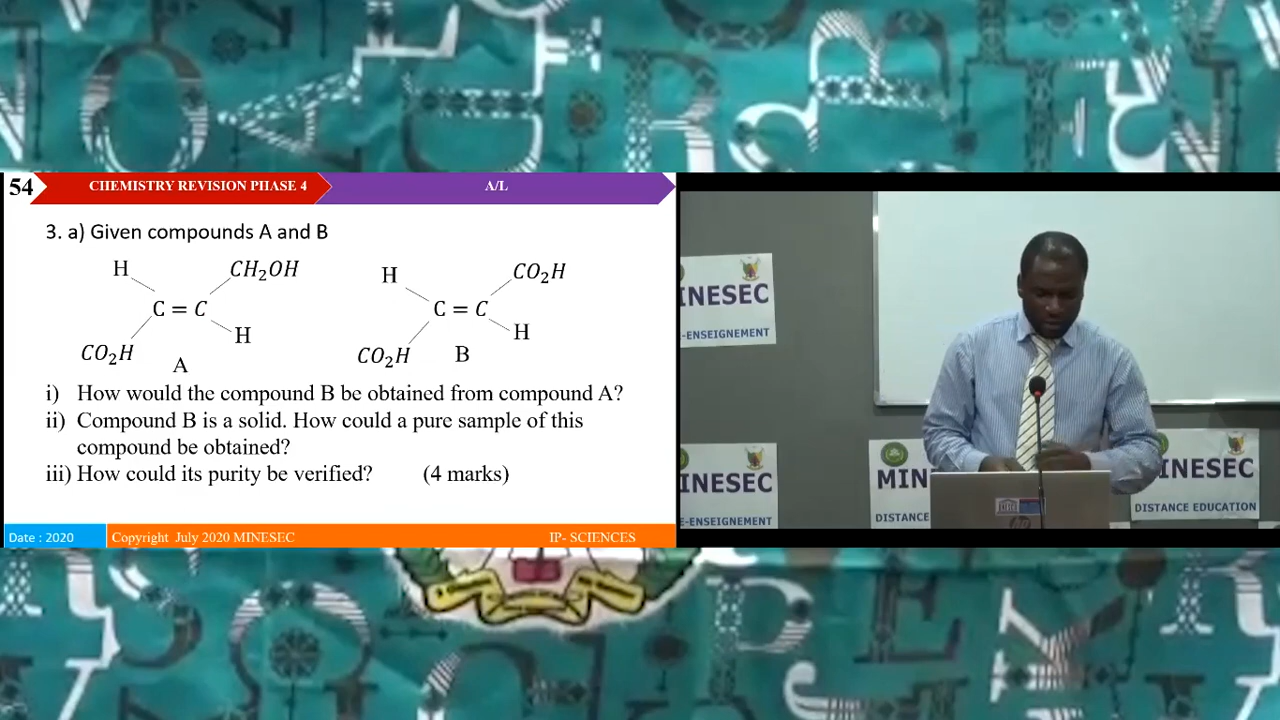 54 CHEMISTRY REVISION PHASE 4 A/L
3. a) Given compounds A and B
H CH₂OH H CO₂H
C = C C = C
H H
CO₂H CO₂H
A B
i) How would the compound B be obtained from compound A?
ii) Compound B is a solid. How could a pure sample of this
compound be obtained?
iii) How could its purity be verified? (4 marks)
Date : 2020 Copyright July 2020 MINESEC IP- SCIENCES
INESEC
-ENSEIGNEMENT
MINESEC
E-ENSEIGNEMENT
MIN
DISTANCE
INESEC
DISTANCE EDUCATION
hp